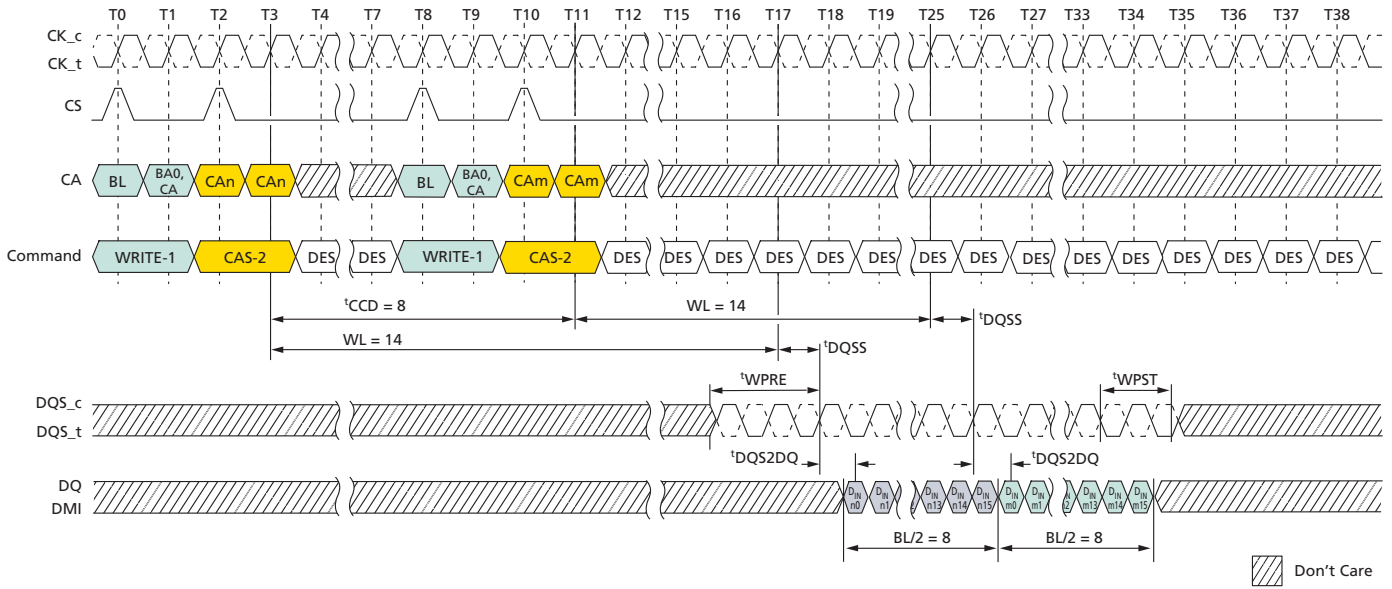 T0 T1 T2 T3 T4 T7 T8 T9 T10 T11 T12 T15 T16 T17 T18 T19 T25 T26 T27 T33 T34 T35 T36 T37 T38
CK_c
CK_t
CS
CA BL BA0, CA CAn CAn BL BA0, CA CAm CAm
Command WRITE-1 CAS-2 DES DES WRITE-1 CAS-2 DES DES DES DES DES DES DES DES DES DES DES DES DES DES DES
tCCD = 8 WL = 14 tDQSS
WL = 14 tDQSS
tWPRE tWPST
DQS_c
DQS_t
tDQS2DQ tDQS2DQ
DQ
DMI
DIN n0 DIN n1 DIN n13 DIN n14 DIN n15 DIN m0 DIN m1 DIN m13 DIN m14 DIN m15
BL/2 = 8 BL/2 = 8
Don't Care